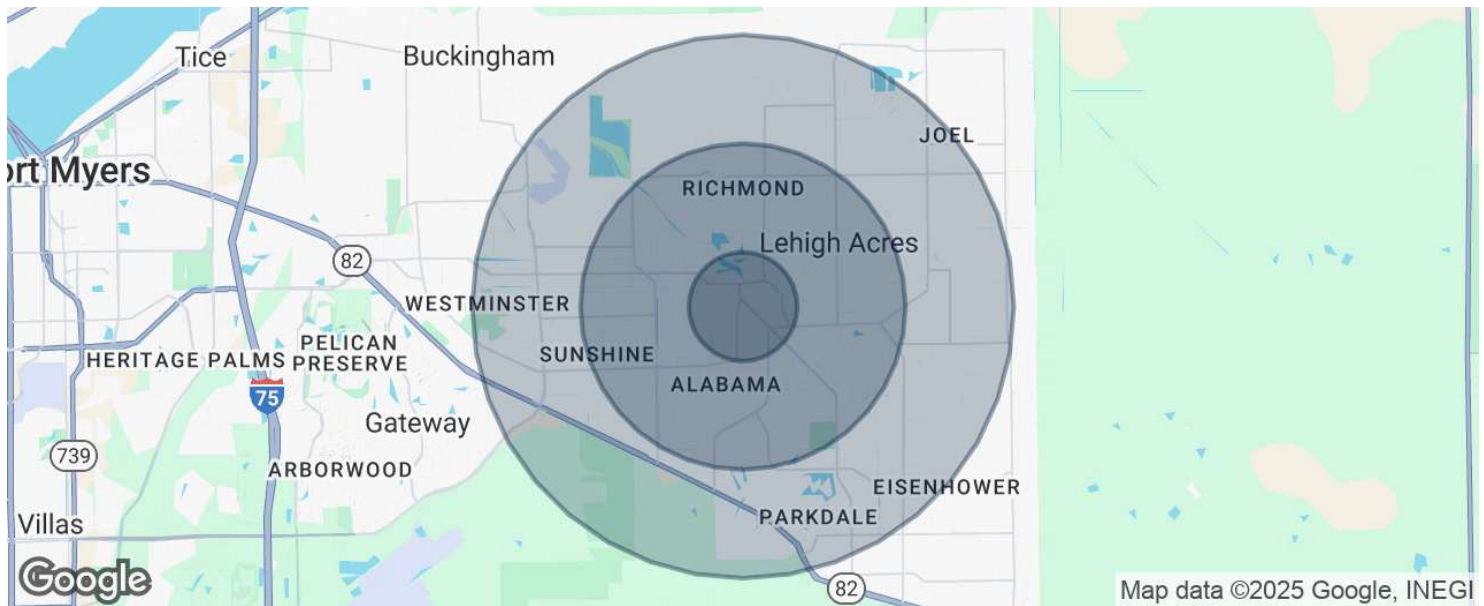 Tice
Buckingham
JOEL
ort Myers
RICHMOND
Lehigh Acres
82
WESTMINSTER
PELICAN
PRESERVE
HERITAGE PALMS
SUNSHINE
ALABAMA
75
Gateway
739
ARBORWOOD
EISENHOWER
PARKDALE
Villas
Google
82
Map data ©2025 Google, INEGI